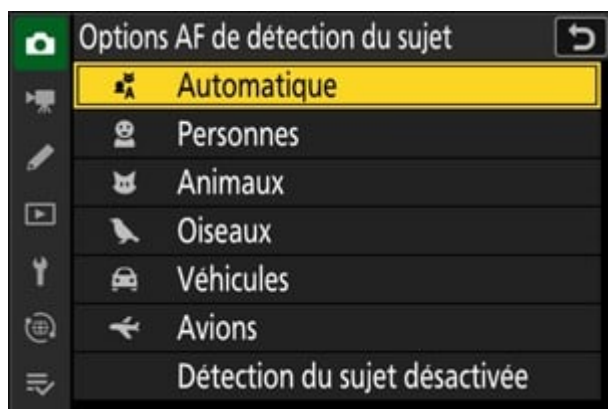 Options AF de détection du sujet
Automatique
Personnes
Animaux
Oiseaux
Véhicules
Avions
Détection du sujet désactivée